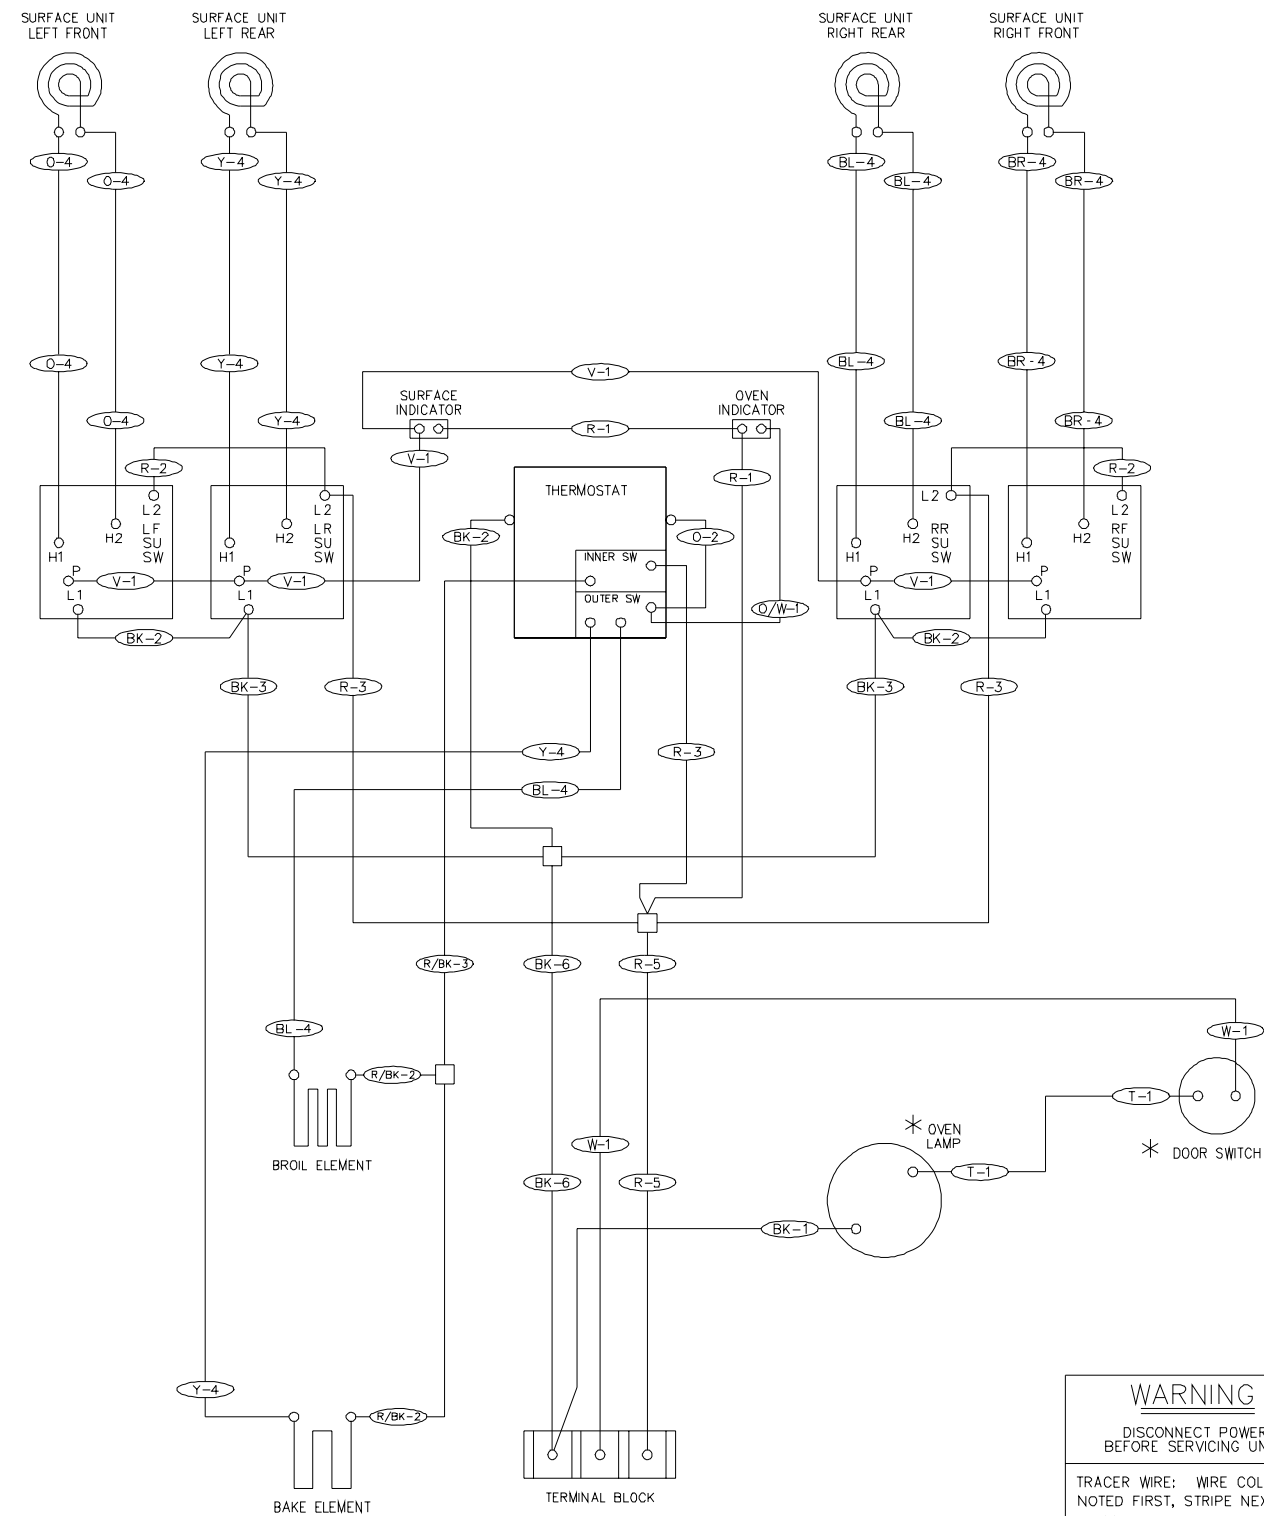 SURFACE UNIT
LEFT FRONT
SURFACE UNIT
LEFT REAR
SURFACE UNIT
RIGHT REAR
SURFACE UNIT
RIGHT FRONT
O-4
O-4
Y-4
Y-4
BL-4
BL-4
BR-4
BR-4
O-4
O-4
Y-4
Y-4
BL-4
BL-4
BR-4
BR-4
V-1
SURFACE
INDICATOR
OVEN
INDICATOR
R-1
V-1
R-1
R-2
R-2
L2
LF
SU
SW
H1
H2
P
L1
V-1
L2
LR
SU
SW
H1
H2
P
L1
V-1
BK-2
THERMOSTAT
BK-2
O-2
INNER SW
OUTER SW
O/W-1
L2
RR
SU
SW
H1
H2
P
L1
V-1
L2
RF
SU
SW
H1
H2
P
L1
BK-2
BK-3
R-3
BK-3
R-3
Y-4
R-3
BL-4
R/BK-3
BK-6
R-5
BL-4
W-1
R/BK-2
BROIL ELEMENT
T-1
* OVEN
LAMP
* DOOR SWITCH
W-1
T-1
BK-6
R-5
BK-1
Y-4
R/BK-2
BAKE ELEMENT
TERMINAL BLOCK
WARNING
DISCONNECT POWER
BEFORE SERVICING
TRACER WIRE: WIRE
NOTED FIRST, STRIPE